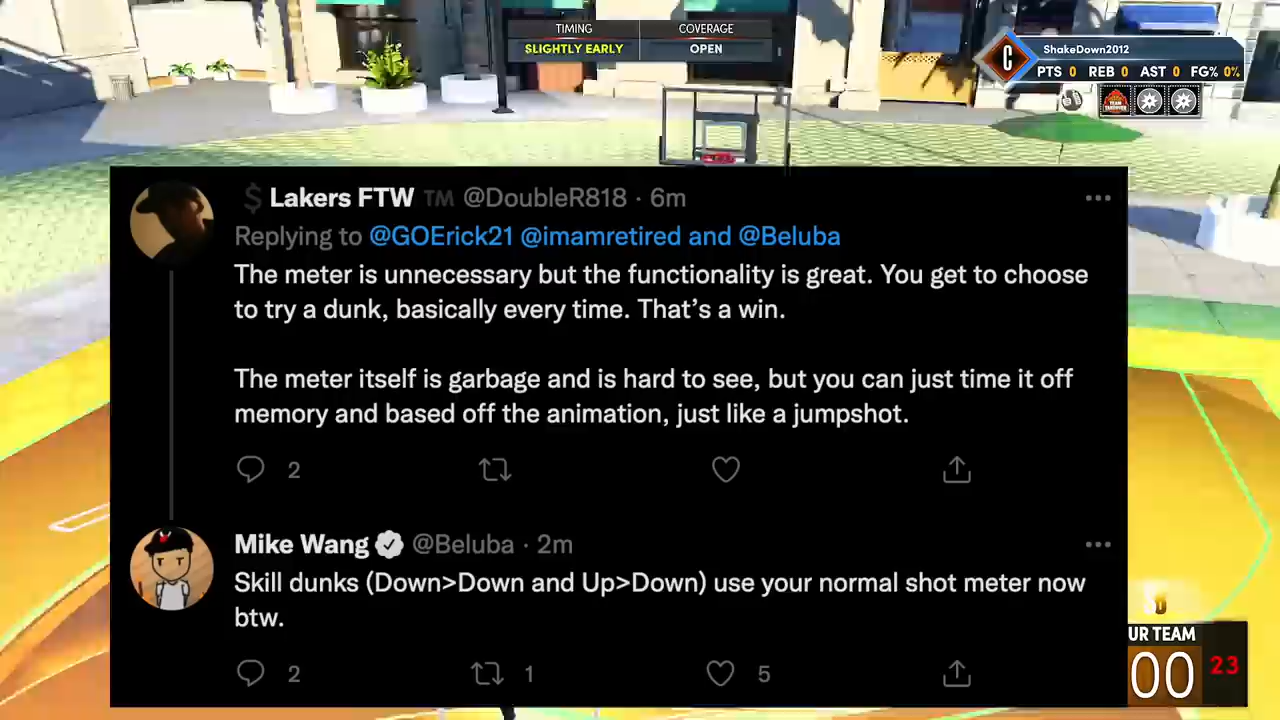 TIMING
COVERAGE
SLIGHTLY EARLY
OPEN
C
ShakeDown2012
PTS 0 REB 0 AST 0 FG% 0%
$ Lakers FTW TM @DoubleR818 · 6m
Replying to @GOErick21 @imamretired and @Beluba
The meter is unnecessary but the functionality is great. You get to choose
to try a dunk, basically every time. That’s a win.
The meter itself is garbage and is hard to see, but you can just time it off
memory and based off the animation, just like a jumpshot.
2
Mike Wang @Beluba · 2m
Skill dunks (Down>Down and Up>Down) use your normal shot meter now
btw.
2 1 5
UR TEAM
00 23